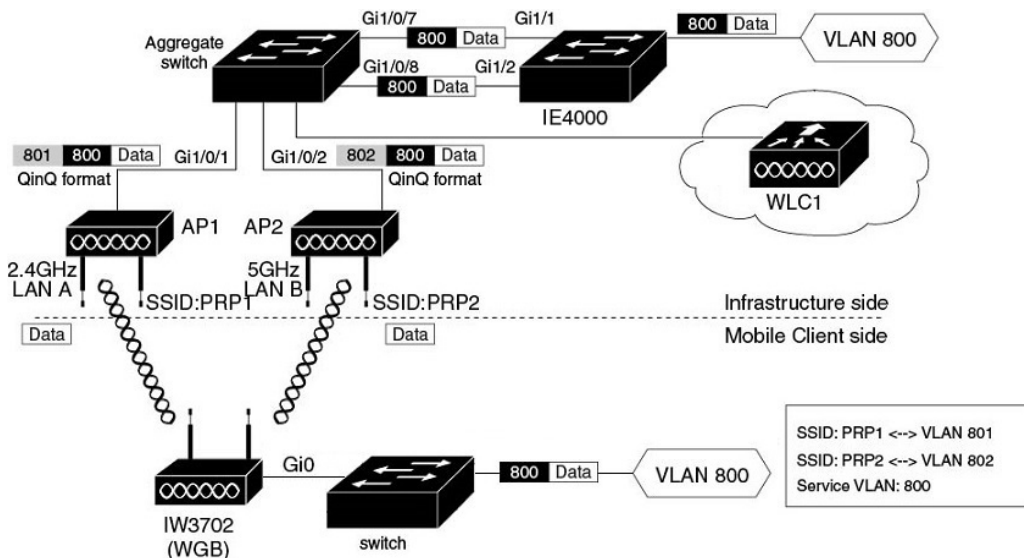 Aggregate
switch
Gi1/0/7
800 Data
Gi1/1
800 Data
VLAN 800
Gi1/0/8
800 Data
Gi1/2
IE4000
801 800 Data
QinQ format
Gi1/0/1
Gi1/0/2
802 800 Data
QinQ format
WLC1
AP1
AP2
2.4GHz
LAN A
SSID:PRP1
5GHz
LAN B
SSID:PRP2
Infrastructure side
Data
Data
Mobile Client side
Gi0
800 Data
VLAN 800
IW3702
(WGB)
switch
SSID: PRP1 <--> VLAN 801
SSID: PRP2 <--> VLAN 802
Service VLAN: 800